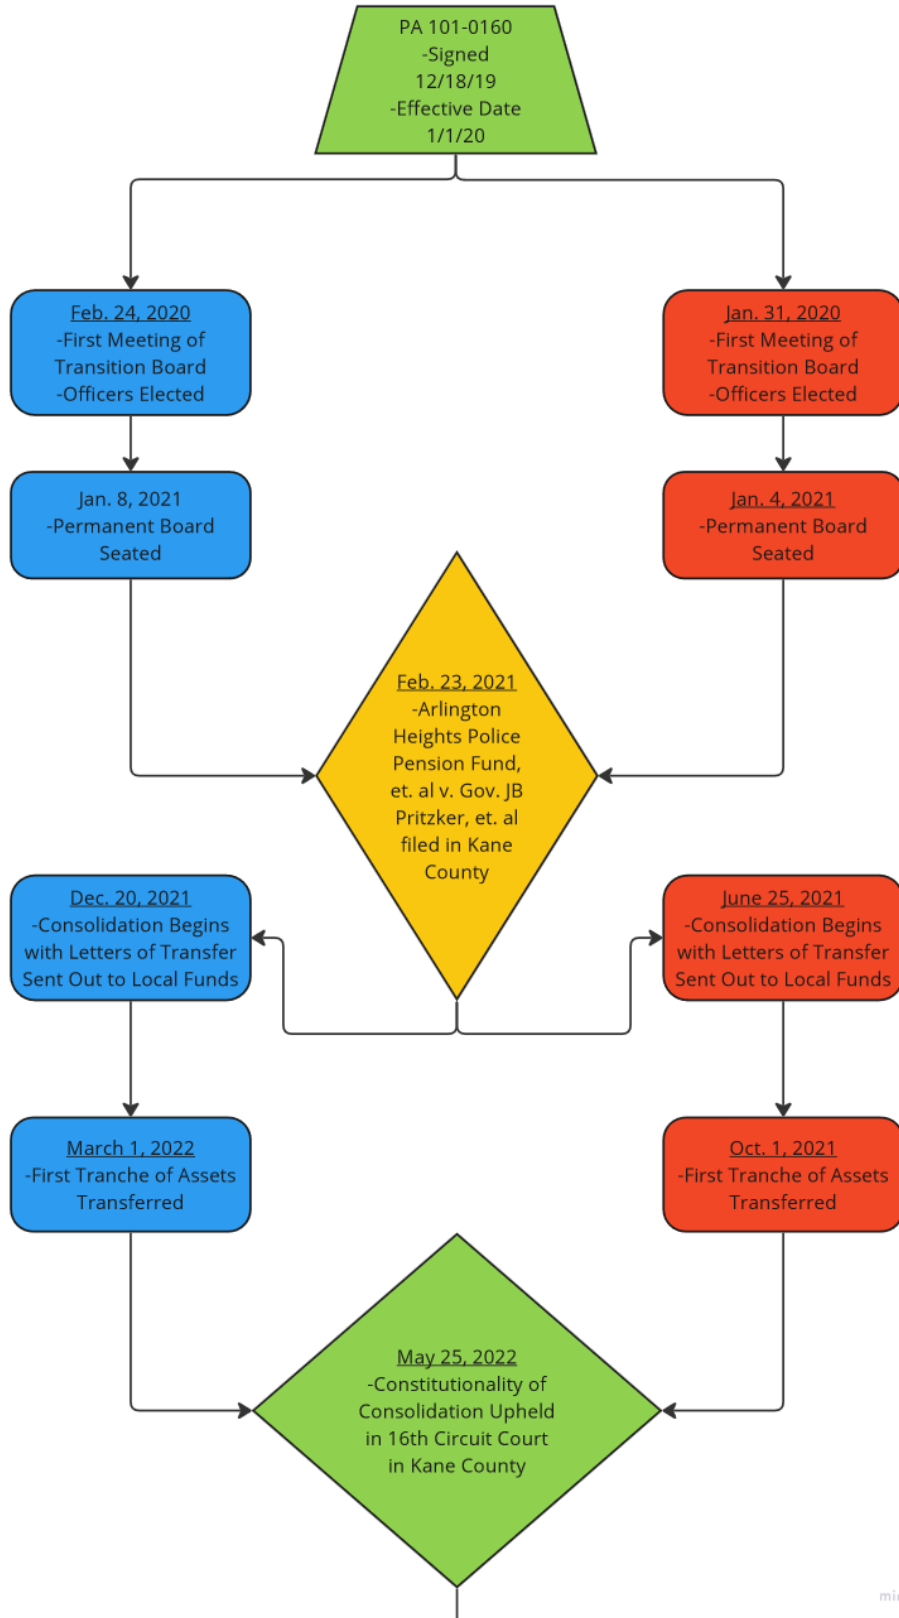 PA 101-0160
-Signed
12/18/19
-Effective Date
1/1/20
Feb. 24, 2020
-First Meeting of
Transition Board
-Officers Elected
Jan. 31, 2020
-First Meeting of
Transition Board
-Officers Elected
Jan. 8, 2021
-Permanent Board
Seated
Jan. 4, 2021
-Permanent Board
Seated
Feb. 23, 2021
-Arlington
Heights Police
Pension Fund,
et. al v. Gov. JB
Pritzker, et. al
filed in Kane
County
Dec. 20, 2021
-Consolidation Begins
with Letters of Transfer
Sent Out to Local Funds
June 25, 2021
-Consolidation Begins
with Letters of Transfer
Sent Out to Local Funds
March 1, 2022
-First Tranche of Assets
Transferred
Oct. 1, 2021
-First Tranche of Assets
Transferred
May 25, 2022
-Constitutionality of
Consolidation Upheld
in 16th Circuit Court
in Kane County